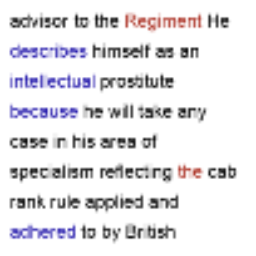 advisor to the Regiment He
describes himself as an
intellectual prostitute
because he will take any
case in his area of
specialism reflecting the cab
rank rule applied and
adhered to by British